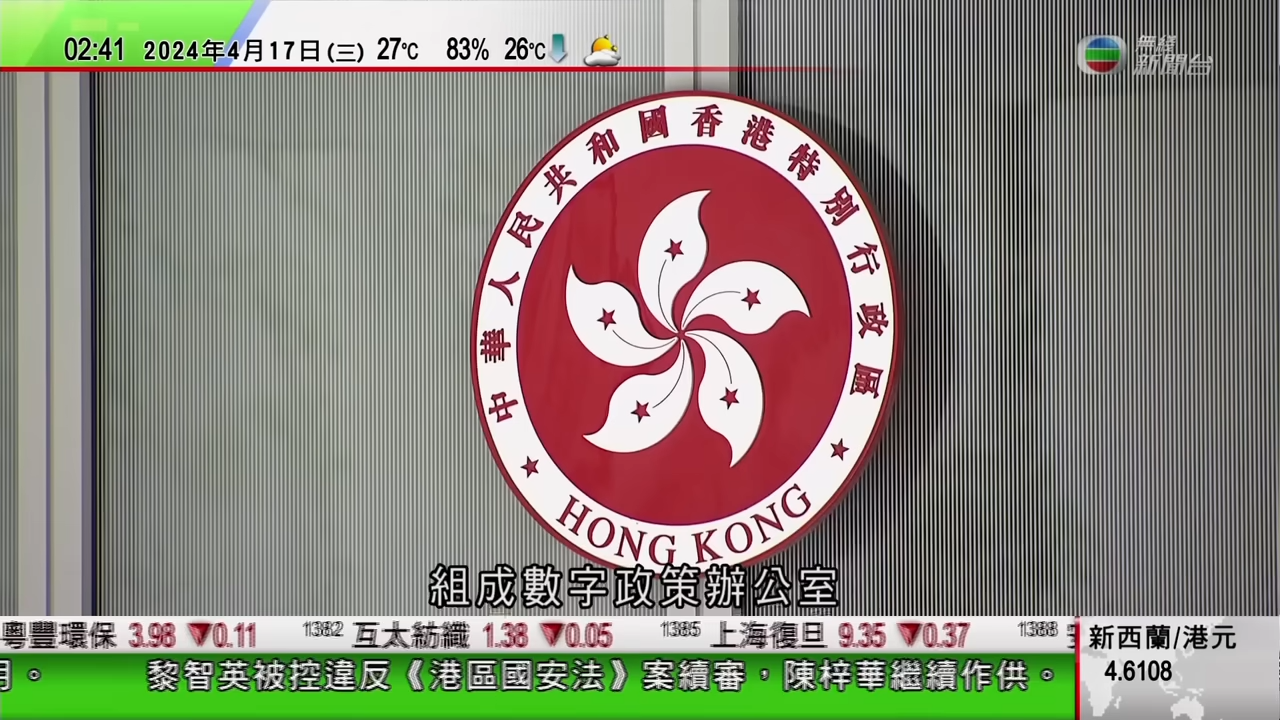 02:41 2024年4月17日(三) 27℃ 83% 26℃
無綫
新聞台
中華人民共和國香港特別行政區
HONG KONG
組成數字政策辦公室
粵豐環保 3.98 ▼0.11 1382 互太紡織 1.38 ▼0.05 1385 上海復旦 9.35 ▼0.37 1388
新西蘭/港元
4.6108
。 黎智英被控違反《港區國安法》案續審，陳梓華繼續作供。